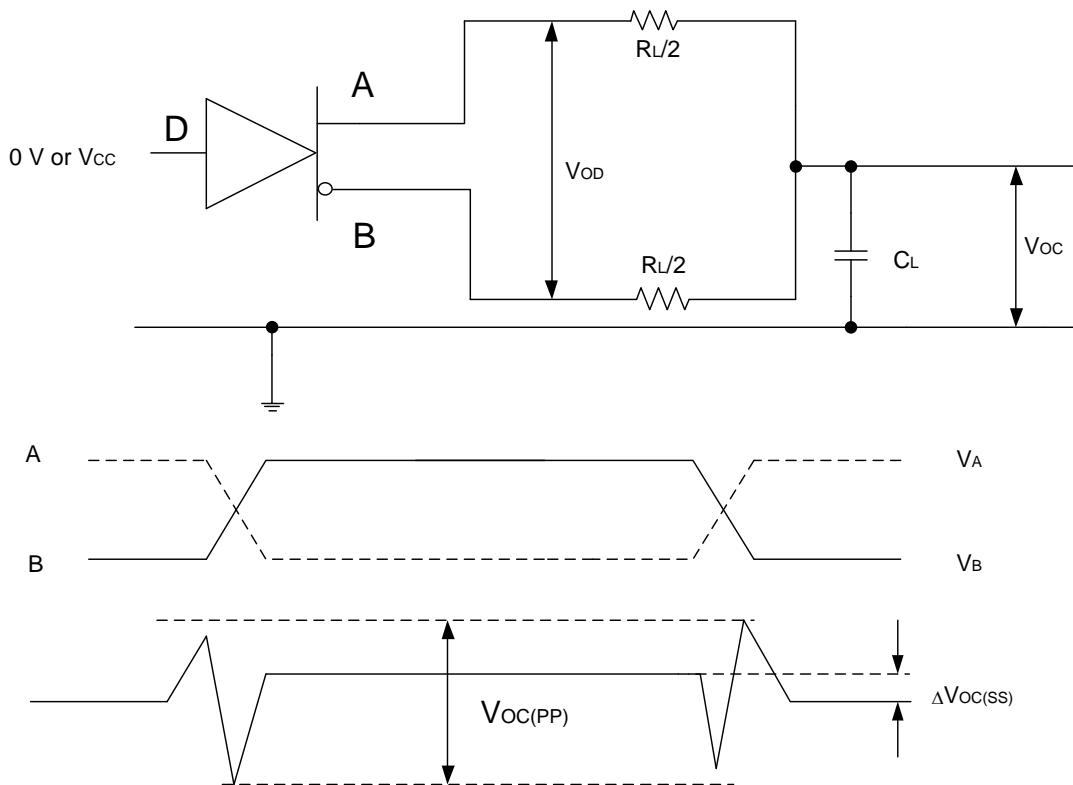 RL/2
A
D
0 V or VCC
VOD
B
VOC
CL
RL/2
A
VA
B
VB
VOC(PP)
ΔVOC(SS)